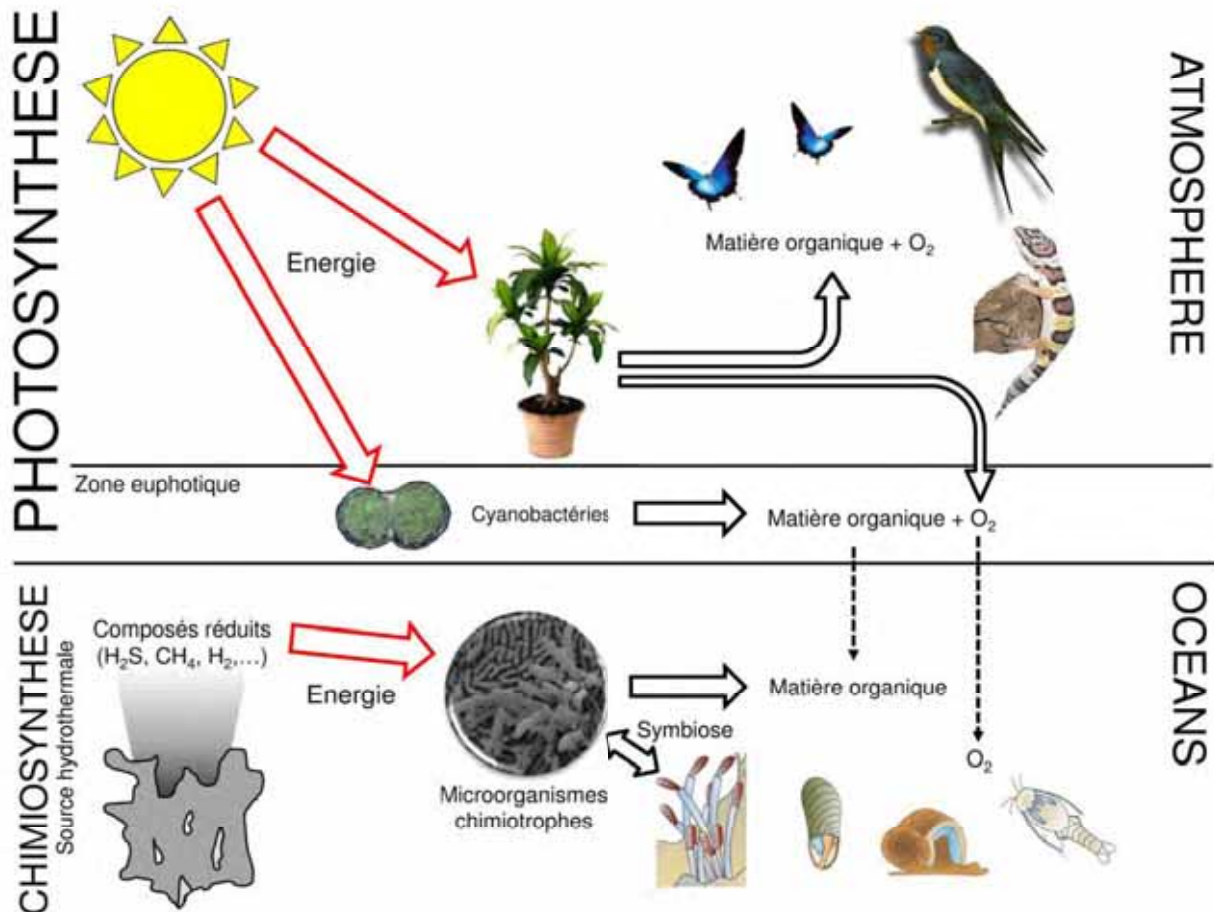 PHOTOSYNTHESE
ATMOSPHERE
Energie
Matière organique + O₂
Zone euphotique
Cyanobactéries
Matière organique + O₂
CHIMIOSYNTHESE
Source hydrothermale
OCEANS
Composés réduits
(H₂S, CH₄, H₂,…)
Energie
Matière organique
Symbiose
O₂
Microorganismes
chimiotrophes